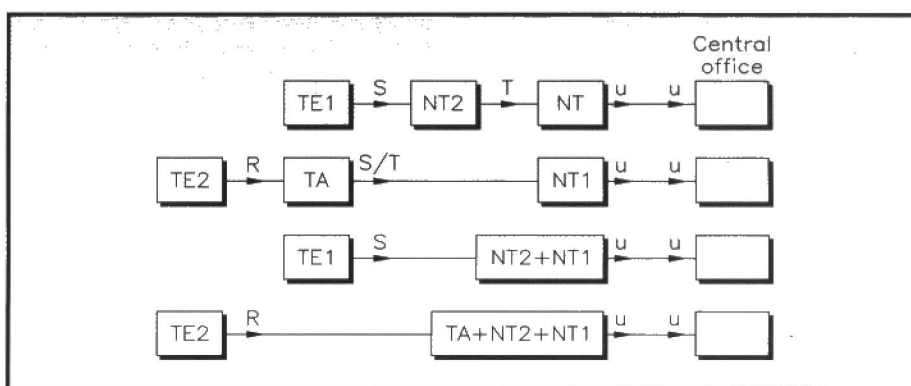 Central
office
S T u u
TE1 NT2 NT
R S/T u u
TE2 TA NT1
S u u
TE1 NT2+NT1
R u u
TE2 TA+NT2+NT1